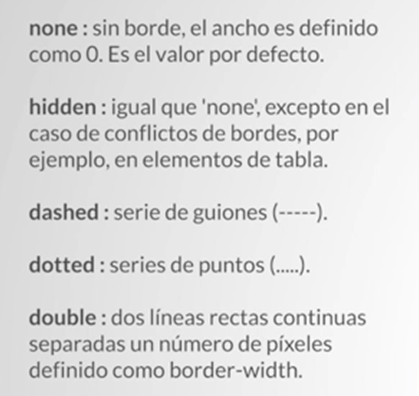 none : sin borde, el ancho es definido
como 0. Es el valor por defecto.
hidden : igual que 'none', excepto en el
caso de conflictos de bordes, por
ejemplo, en elementos de tabla.
dashed : serie de guiones (-----).
dotted : series de puntos (.....).
double : dos líneas rectas continuas
separadas un número de píxeles
definido como border-width.